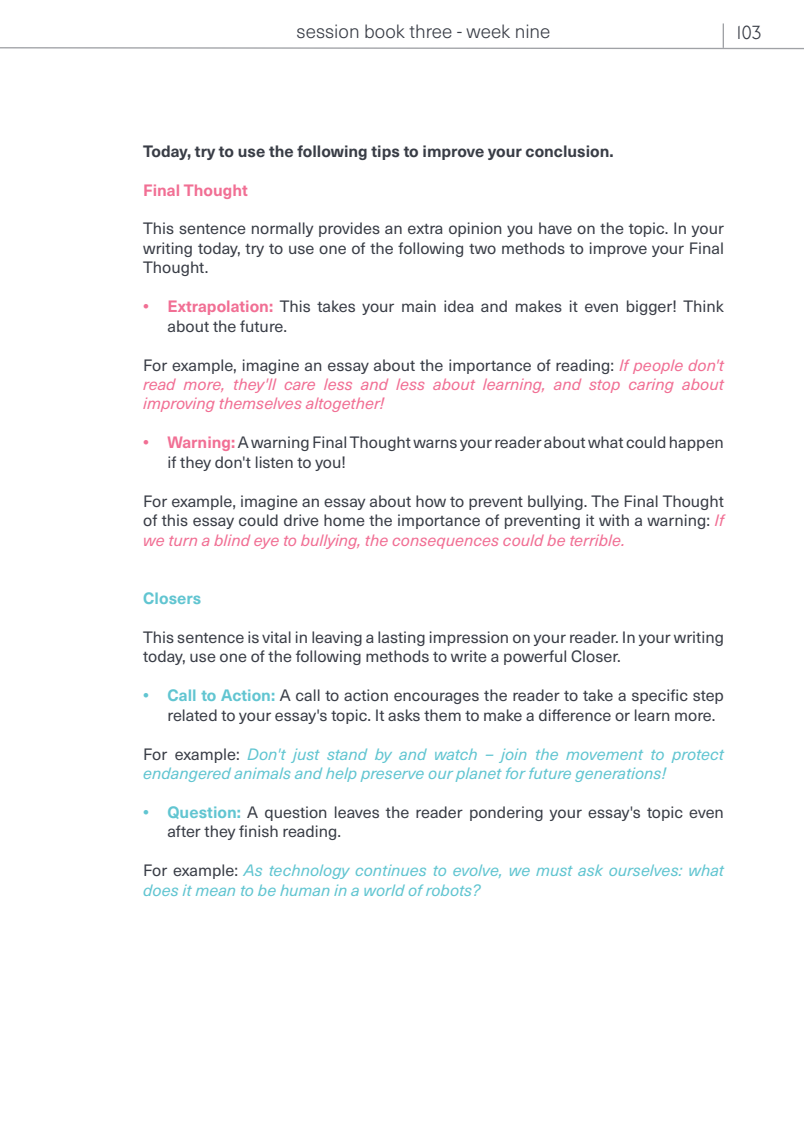 session book three - week nine
103
Today, try to use the following tips to improve your conclusion.
Final Thought
This sentence normally provides an extra opinion you have on the topic. In your
writing today, try to use one of the following two methods to improve your Final
Thought.
• Extrapolation: This takes your main idea and makes it even bigger! Think
about the future.
For example, imagine an essay about the importance of reading: If people don't
read more, they'll care less and less about learning, and stop caring about
improving themselves altogether!
• Warning: A warning Final Thought warns your reader about what could happen
if they don't listen to you!
For example, imagine an essay about how to prevent bullying. The Final Thought
of this essay could drive home the importance of preventing it with a warning: If
we turn a blind eye to bullying, the consequences could be terrible.
Closers
This sentence is vital in leaving a lasting impression on your reader. In your writing
today, use one of the following methods to write a powerful Closer.
• Call to Action: A call to action encourages the reader to take a specific step
related to your essay's topic. It asks them to make a difference or learn more.
For example: Don't just stand by and watch – join the movement to protect
endangered animals and help preserve our planet for future generations!
• Question: A question leaves the reader pondering your essay's topic even
after they finish reading.
For example: As technology continues to evolve, we must ask ourselves: what
does it mean to be human in a world of robots?